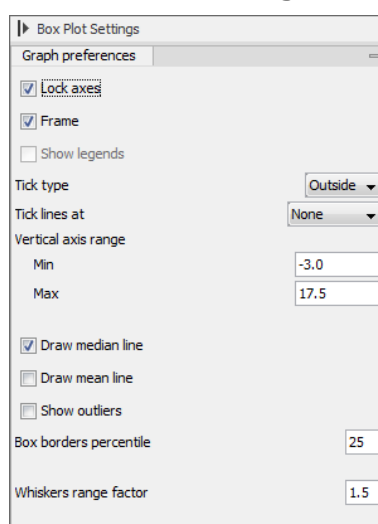 Box Plot Settings
Graph preferences
Lock axes
Frame
Show legends
Tick type Outside
Tick lines at None
Vertical axis range
Min -3.0
Max 17.5
Draw median line
Draw mean line
Show outliers
Box borders percentile 25
Whiskers range factor 1.5